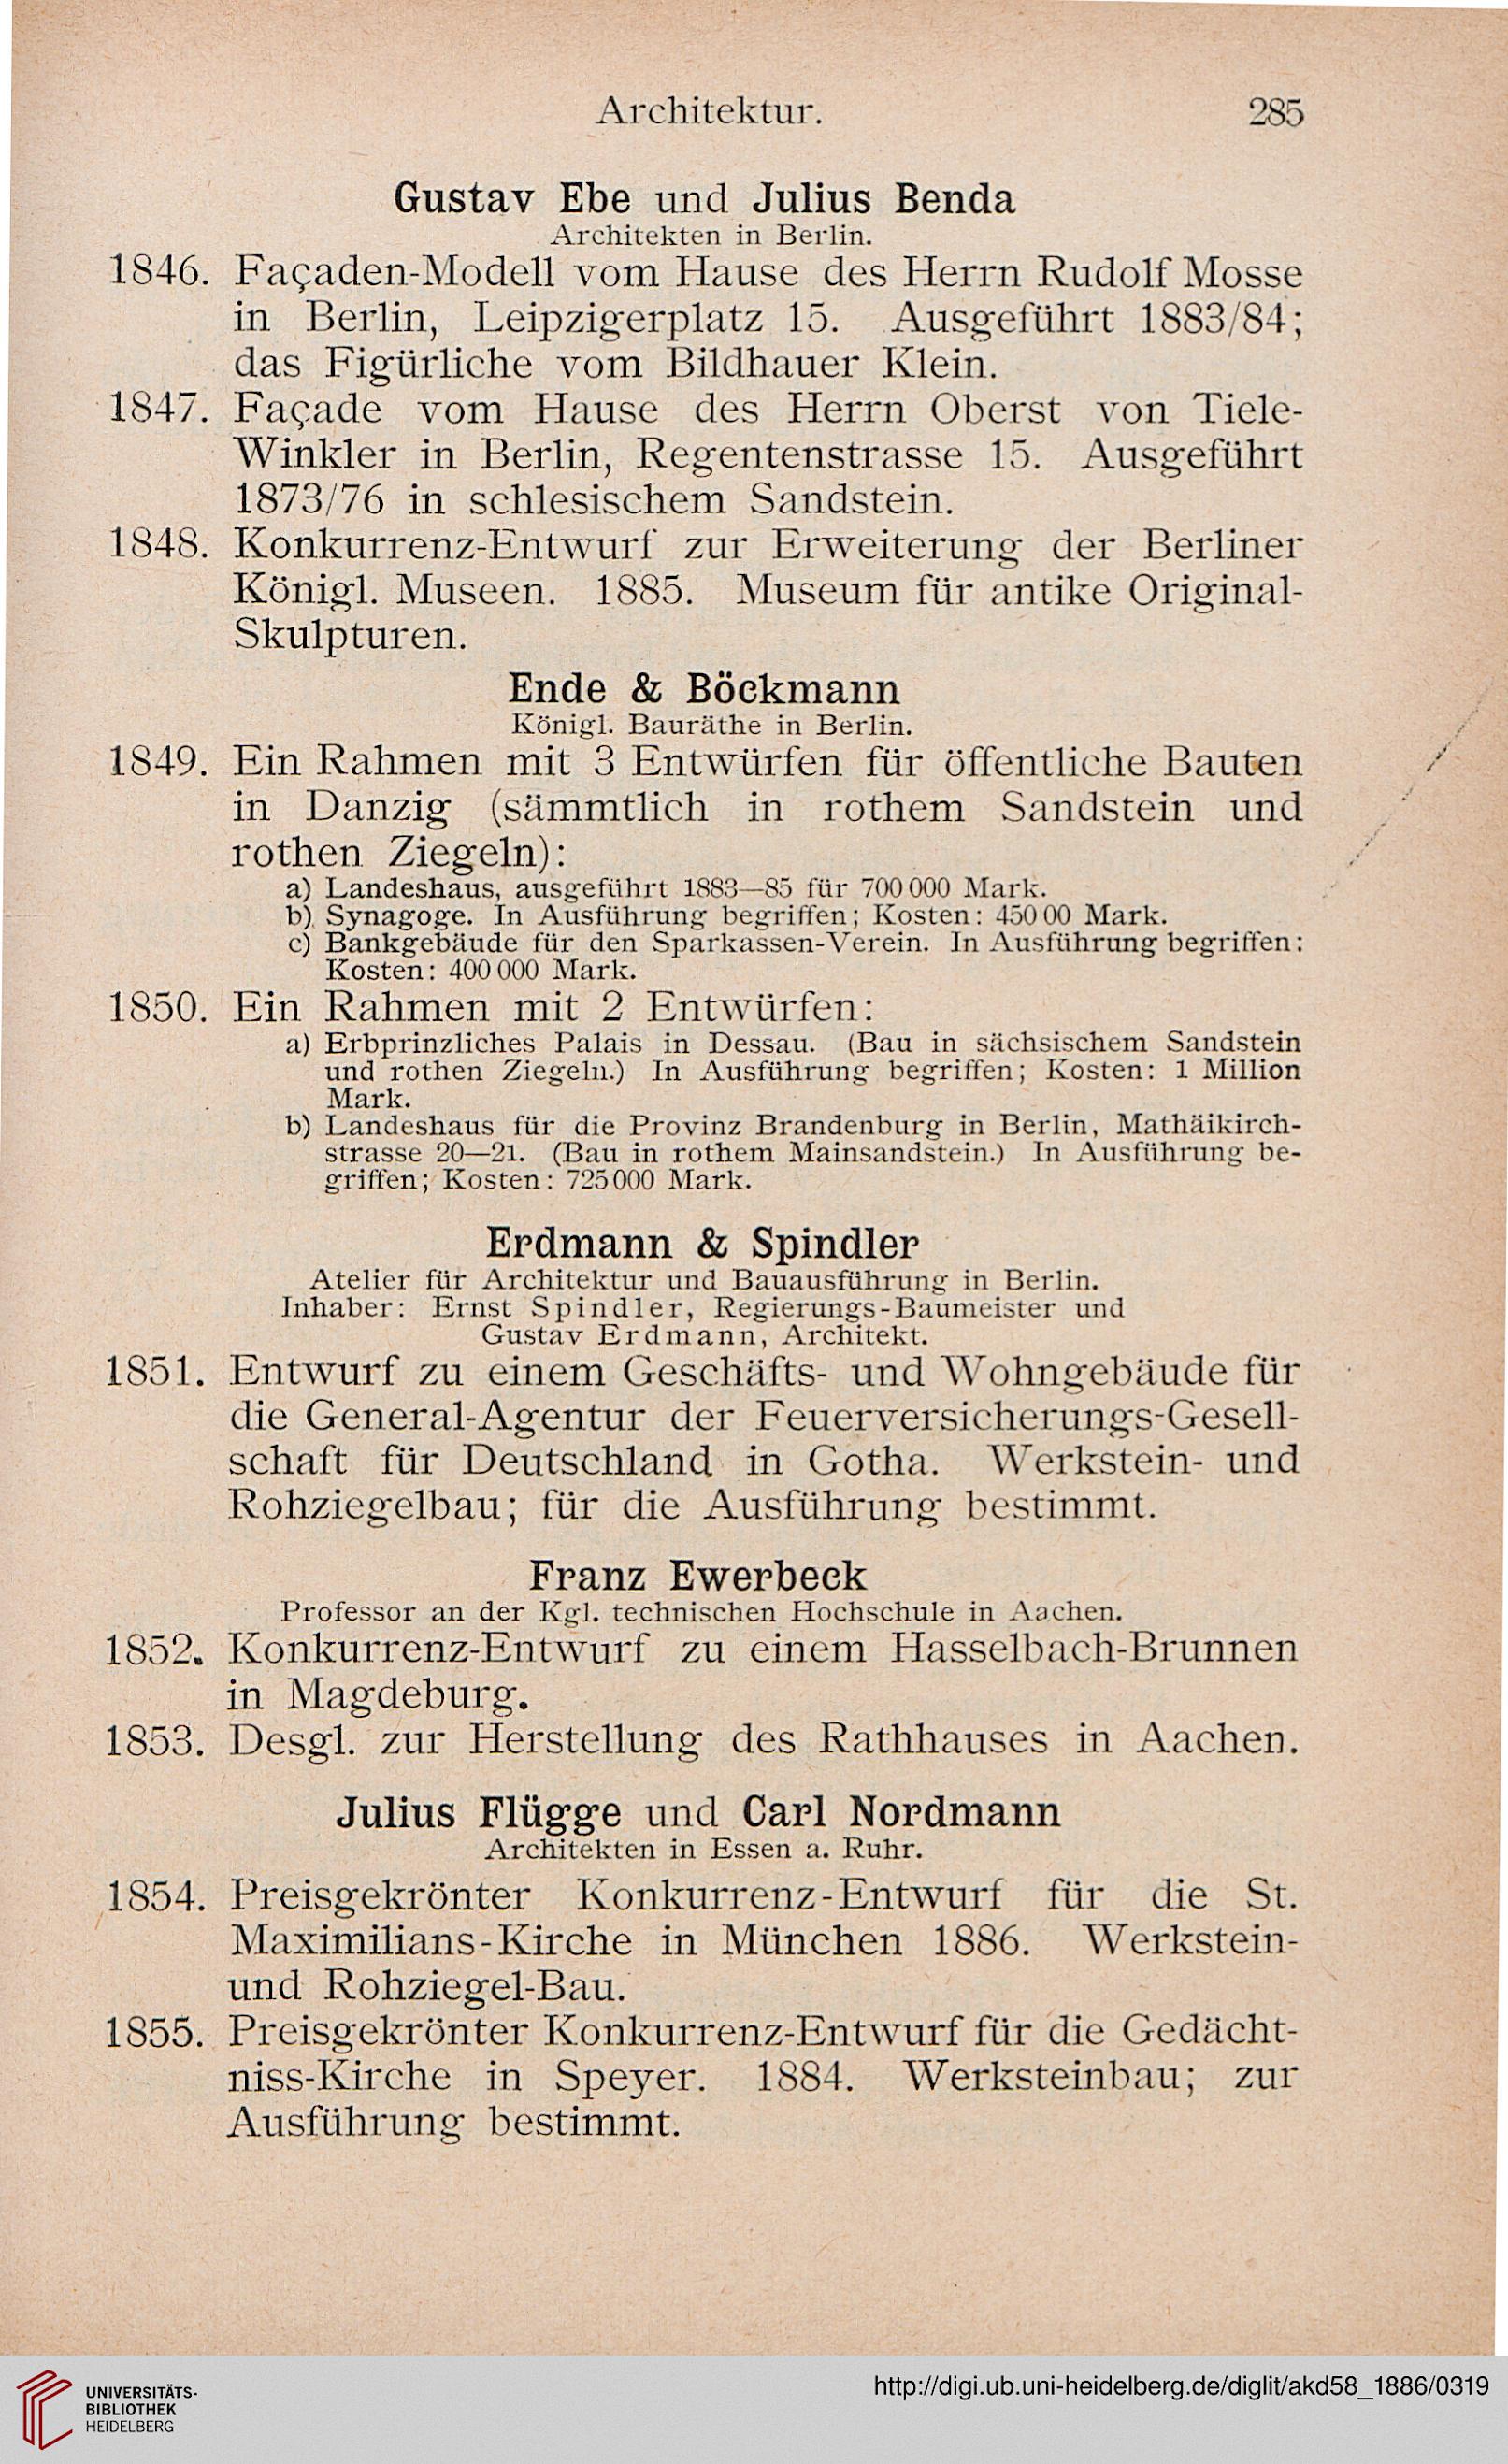 Architektur. 285
Gustav Ebe und Julius Benda
Architekten in Berlin.
1846. Façaden-Modell vom Hause des Herrn Rudolf Mosse
in Berlin, Leipzigerplatz 15. Ausgeführt 1883/84;
das Figürliche vom Bildhauer Klein.
1847. Façade vom Hause des Herrn Oberst von Tiele-
Winkler in Berlin, Regentenstrasse 15. Ausgeführt
1873/76 in schlesischem Sandstein.
1848. Konkurrenz-Entwurf zur Erweiterung der Berliner
Königl. Museen. 1885. Museum für antike Original-
Skulpturen.
Ende & Böckmann
Königl. Bauräthe in Berlin.
1849. Ein Rahmen mit 3 Entwürfen für öffentliche Bauten
in Danzig (sämmtlich in rothem Sandstein und
rothen Ziegeln):
a) Landeshaus, ausgeführt 1883—85 für 700 000 Mark.
b) Synagoge. In Ausführung begriffen; Kosten: 450 00 Mark.
c) Bankgebäude für den Sparkassen-Verein. In Ausführung begriffen:
Kosten: 400 000 Mark.
1850. Ein Rahmen mit 2 Entwürfen:
a) Erbprinzliches Palais in Dessau. (Bau in sächsischem Sandstein
und rothen Ziegeln.) In Ausführung begriffen; Kosten: 1 Million
Mark.
b) Landeshaus für die Provinz Brandenburg in Berlin, Mathäikirch-
strasse 20—21. (Bau in rothem Mainsandstein.) In Ausführung be-
griffen; Kosten: 725 000 Mark.
Erdmann & Spindler
Atelier für Architektur und Bauausführung in Berlin.
Inhaber: Ernst Spindler, Regierungs-Baumeister und
Gustav Erdmann, Architekt.
1851. Entwurf zu einem Geschäfts- und Wohngebäude für
die General-Agentur der Feuerversicherungs-Gesell-
schaft für Deutschland in Gotha. Werkstein- und
Rohziegelbau; für die Ausführung bestimmt.
Franz Ewerbeck
Professor an der Kgl. technischen Hochschule in Aachen.
1852. Konkurrenz-Entwurf zu einem Hasselbach-Brunnen
in Magdeburg.
1853. Desgl. zur Herstellung des Rathhauses in Aachen.
Julius Flügge und Carl Nordmann
Architekten in Essen a. Ruhr.
1854. Preisgekrönter Konkurrenz-Entwurf für die St.
Maximilians-Kirche in München 1886. Werkstein-
und Rohziegel-Bau.
1855. Preisgekrönter Konkurrenz-Entwurf für die Gedächt-
niss-Kirche in Speyer. 1884. Werksteinbau; zur
Ausführung bestimmt.
UNIVERSITÄTS-
BIBLIOTHEK
HEIDELBERG
http://digi.ub.uni-heidelberg.de/diglit/akd58_1886/0319